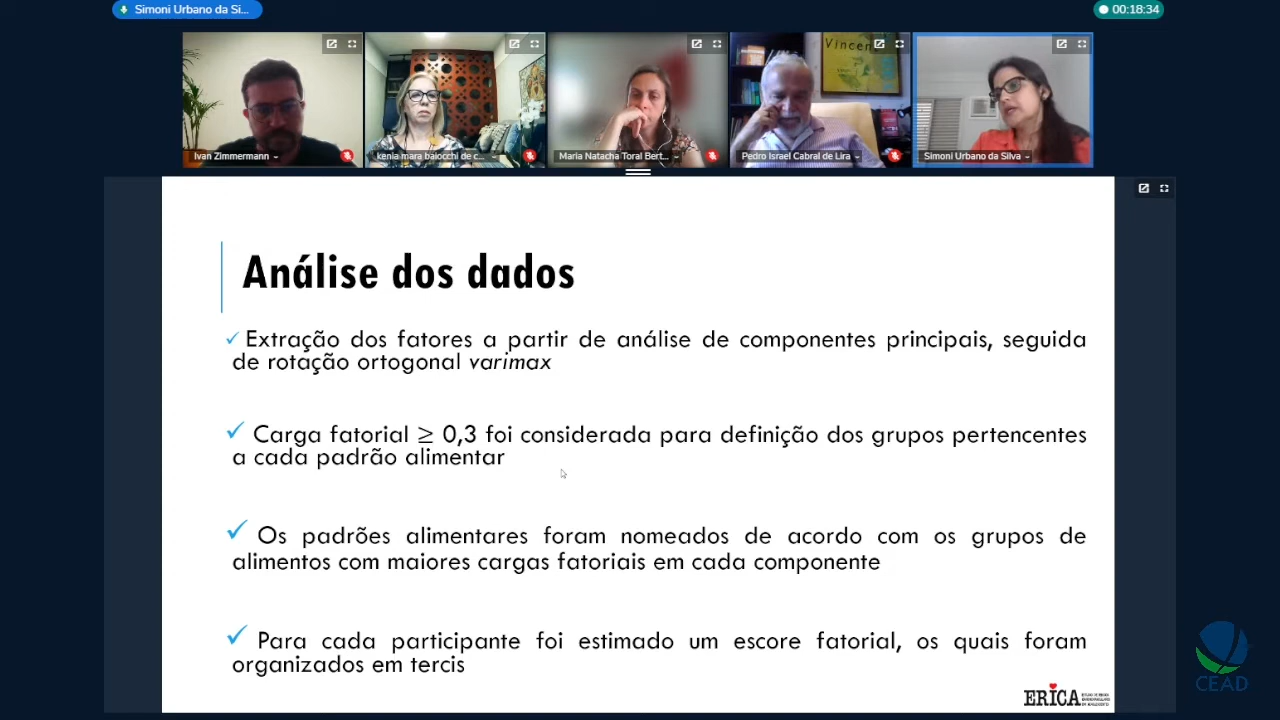 Simoni Urbano da Si...
00:18:34
Vincen
Ivan Zimmermann
kenia mara baiocchi de c...
Maria Natacha Toral Bert...
Pedro Israel Cabral de Lira
Simoni Urbano da Silva
Análise dos dados
✓ Extração dos fatores a partir de análise de componentes principais, seguida
de rotação ortogonal varimax
✓ Carga fatorial ≥ 0,3 foi considerada para definição dos grupos pertencentes
a cada padrão alimentar
✓ Os padrões alimentares foram nomeados de acordo com os grupos de
alimentos com maiores cargas fatoriais em cada componente
✓ Para cada participante foi estimado um escore fatorial, os quais foram
organizados em tercis
ERICA
CEAD